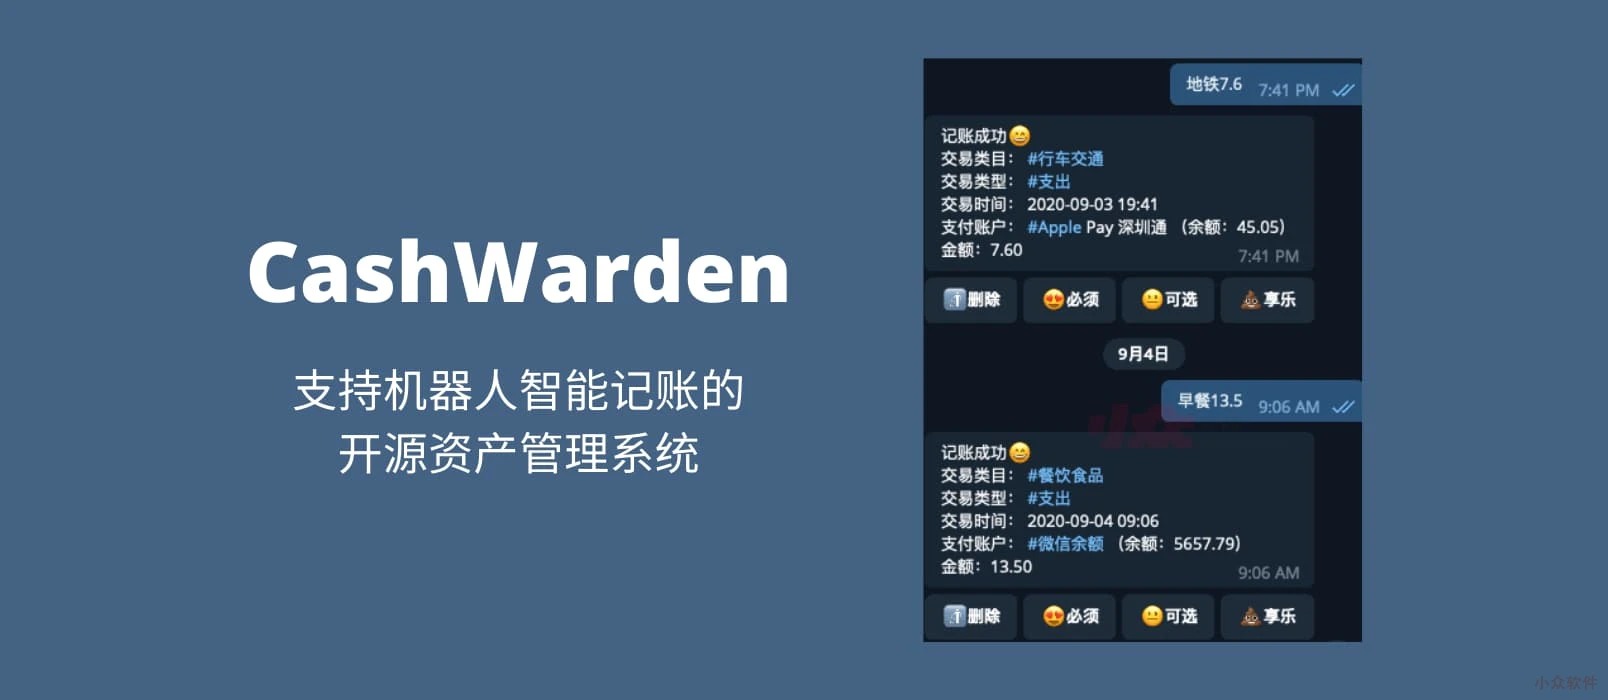 CashWarden
支持机器人智能记账的
开源资产管理系统
地铁7.6 7:41 PM
记账成功😄
交易类目： #行车交通
交易类型： #支出
交易时间： 2020-09-03 19:41
支付账户： #Apple Pay 深圳通 （余额：45.05）
金额：7.60 7:41 PM
🚮删除 😍必须 😐可选 💩享乐
9月4日
早餐13.5 9:06 AM
小众
记账成功😄
交易类目： #餐饮食品
交易类型： #支出
交易时间： 2020-09-04 09:06
支付账户： #微信余额 （余额：5657.79）
金额：13.50 9:06 AM
🚮删除 😍必须 😐可选 💩享乐
小众软件